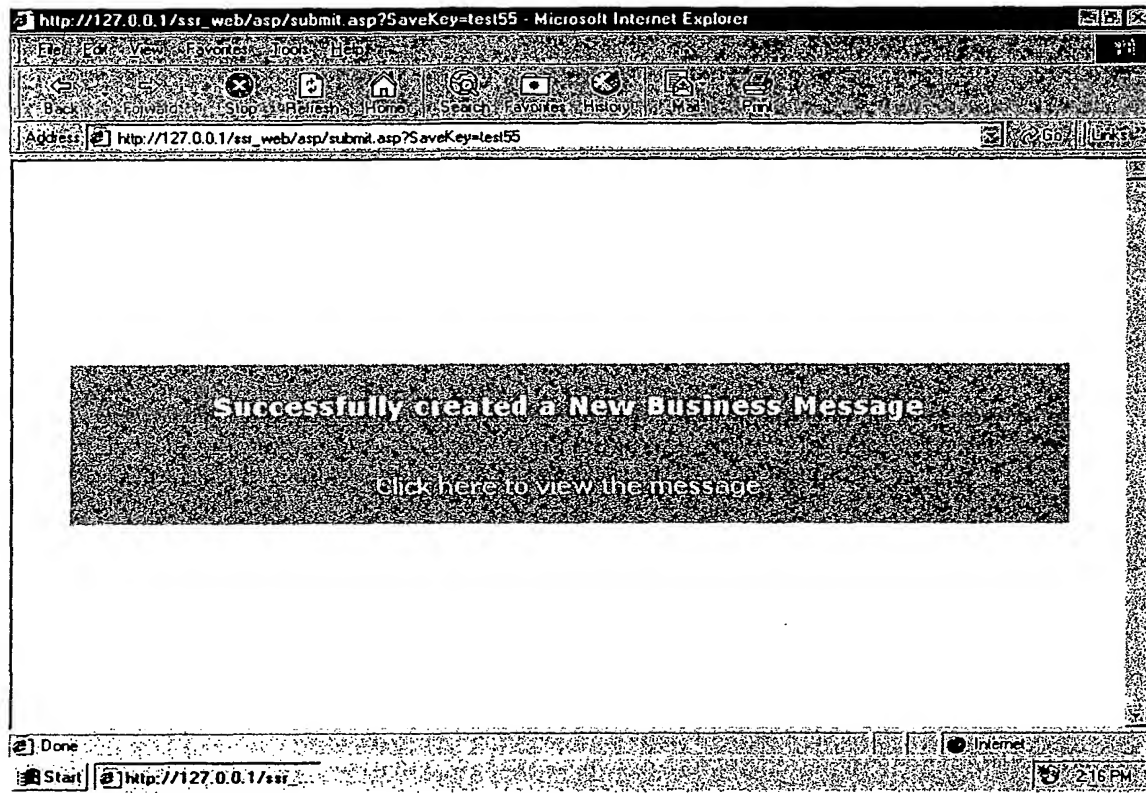 http://127.0.0.1/ssr_web/asp/submit.asp?SaveKey=test55 - Microsoft Internet Explorer
File Edit View Favorites Tools Help
Back Forward Stop Refresh Home Search Favorites History Mail Print
Address http://127.0.0.1/ssr_web/asp/submit.asp?SaveKey=test55 Go Links
Successfully created a New Business Message
Click here to view the message
Done Internet
Start http://127.0.0.1/ssr_... 2:16 PM